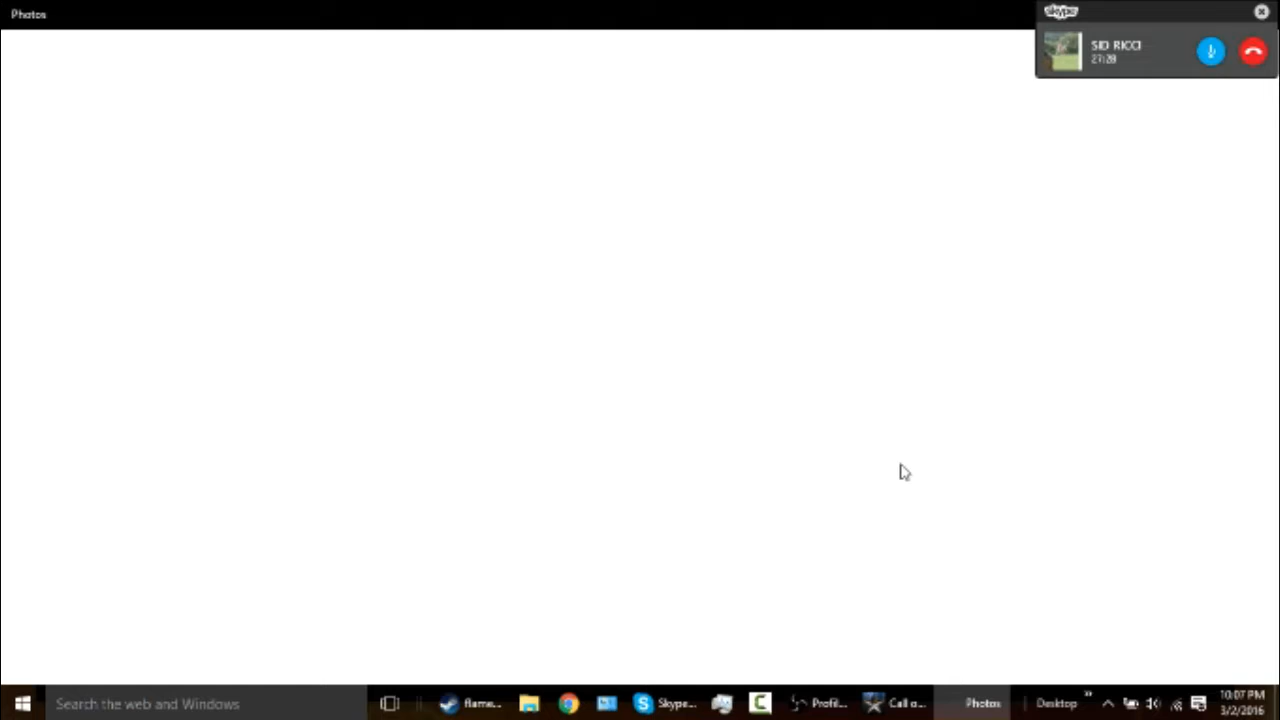 Photos
skype
SID RICCI
27:28
Search the web and Windows
flame...
Skype...
Profil...
Call o...
Photos
Desktop
10:07 PM
3/2/2016